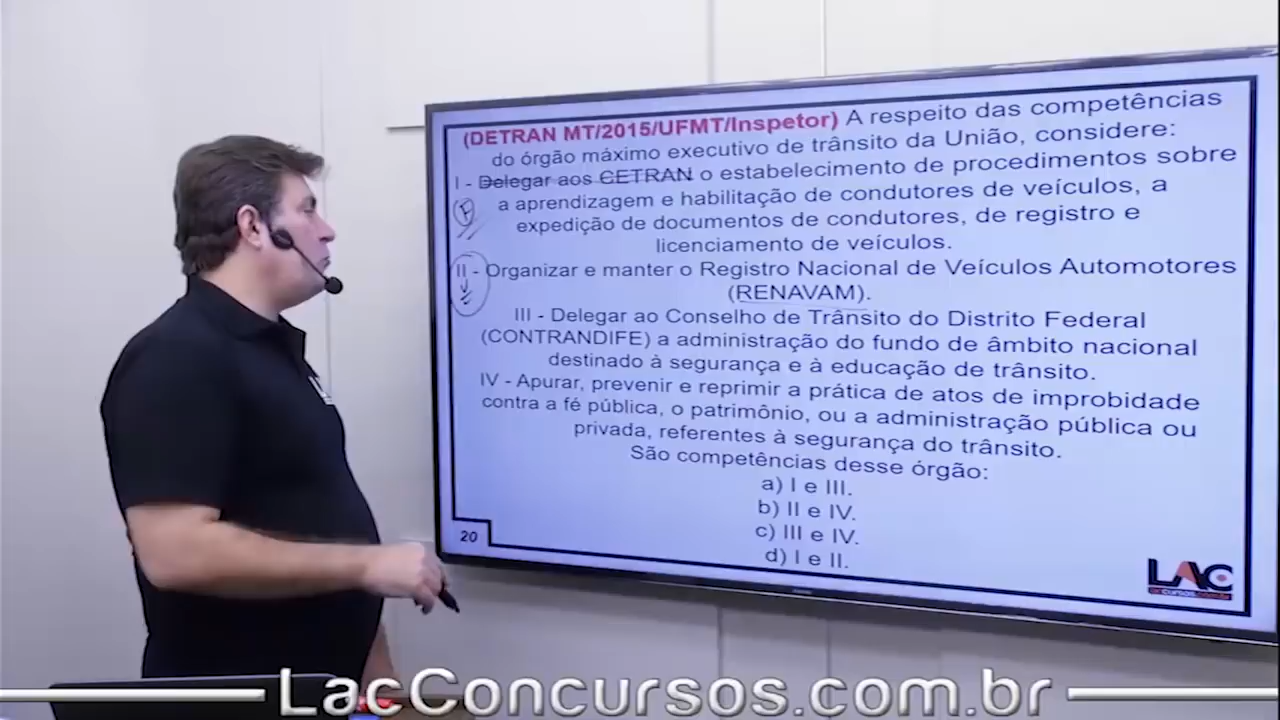 (DETRAN MT/2015/UFMT/Inspetor) A respeito das competências
do órgão máximo executivo de trânsito da União, considere:
I - Delegar aos CETRAN o estabelecimento de procedimentos sobre
a aprendizagem e habilitação de condutores de veículos, a
expedição de documentos de condutores, de registro e
licenciamento de veículos.
II - Organizar e manter o Registro Nacional de Veículos Automotores
(RENAVAM).
III - Delegar ao Conselho de Trânsito do Distrito Federal
(CONTRANDIFE) a administração do fundo de âmbito nacional
destinado à segurança e à educação de trânsito.
IV - Apurar, prevenir e reprimir a prática de atos de improbidade
contra a fé pública, o patrimônio, ou a administração pública ou
privada, referentes à segurança do trânsito.
São competências desse órgão:
a) I e III.
b) II e IV.
c) III e IV.
d) I e II.
20
LAC
concursos.com.br
LacConcursos.com.br